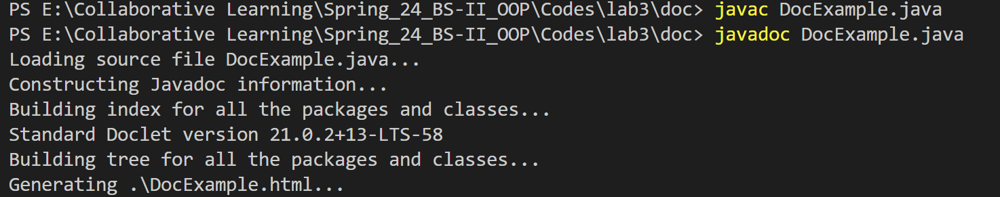 PS E:\Collaborative Learning\Spring_24_BS-II_OOP\Codes\lab3\doc> javac DocExample.java
PS E:\Collaborative Learning\Spring_24_BS-II_OOP\Codes\lab3\doc> javadoc DocExample.java
Loading source file DocExample.java...
Constructing Javadoc information...
Building index for all the packages and classes...
Standard Doclet version 21.0.2+13-LTS-58
Building tree for all the packages and classes...
Generating .\DocExample.html...